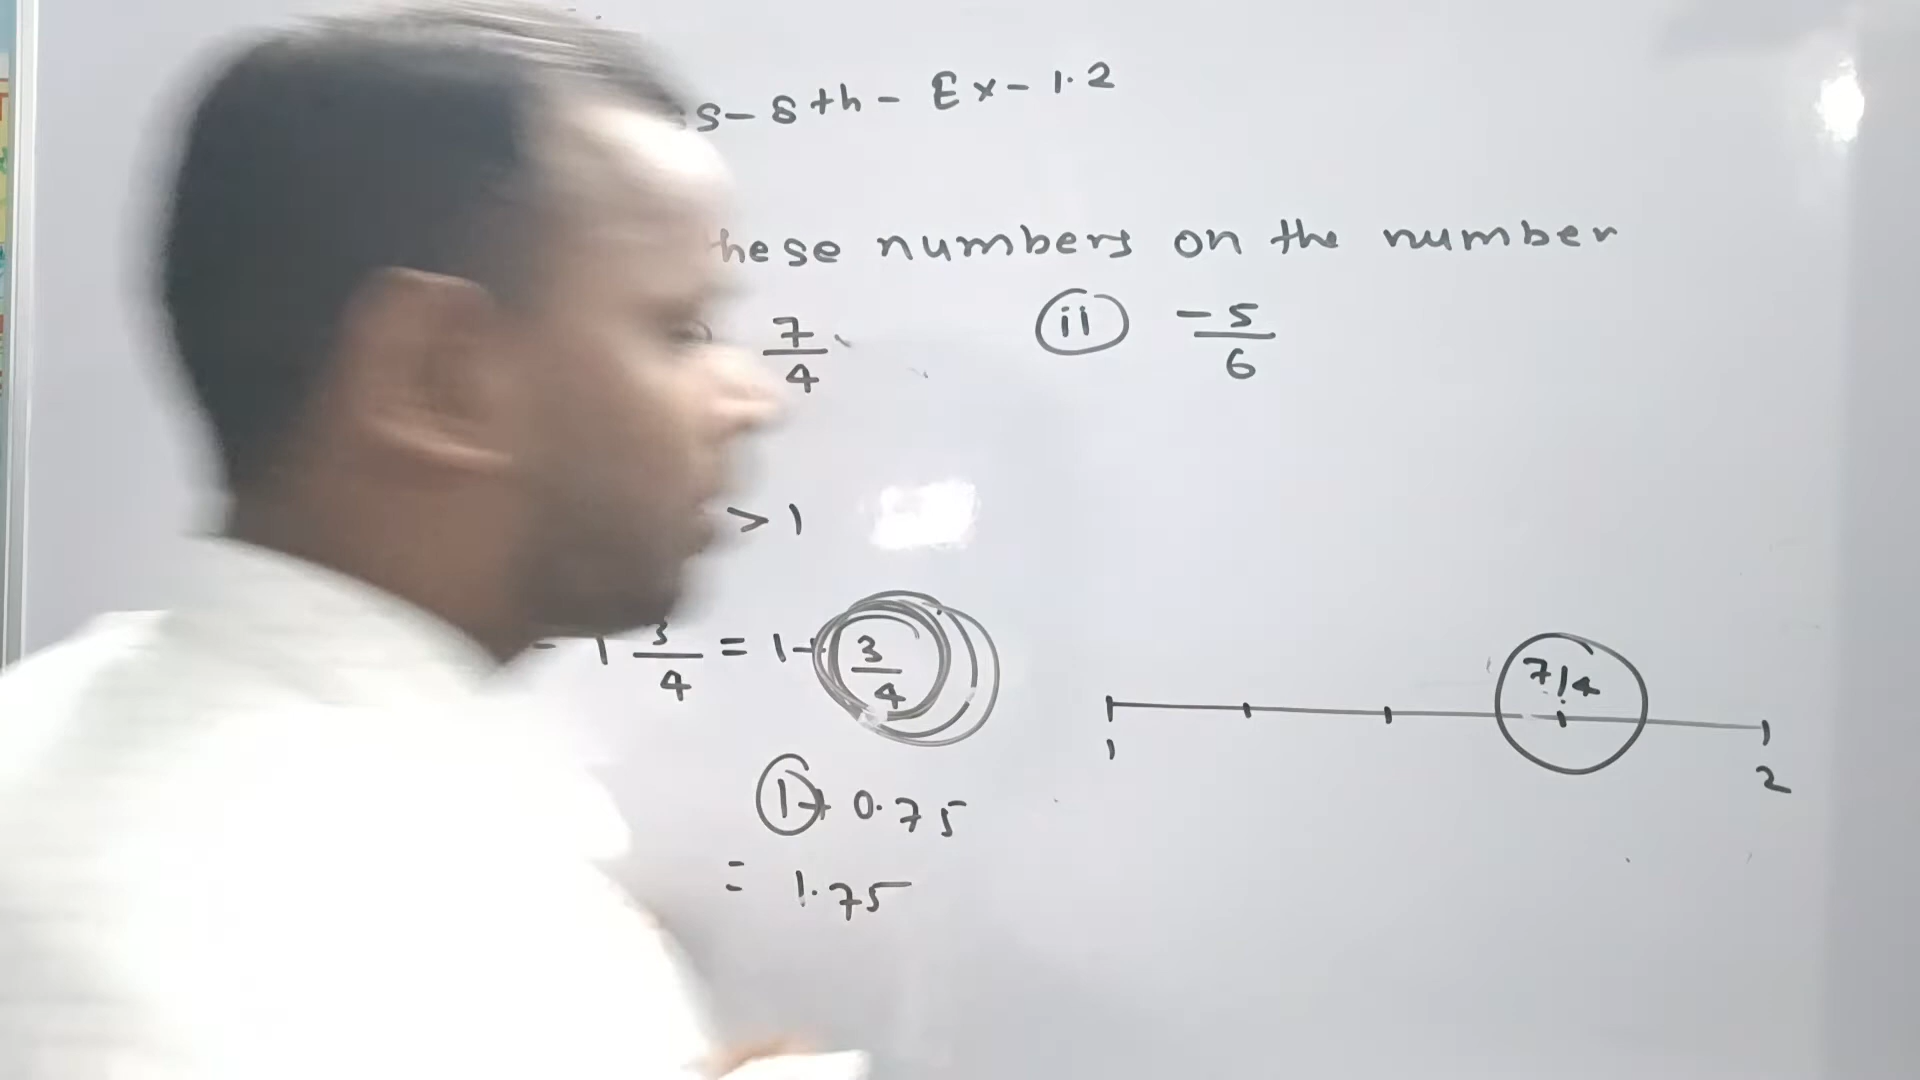 s-8th- Ex-1.2
hese numbers on the number
7/4 (ii) -5/6
> 1
= 1 3/4 = 1+ 3/4
7/4
1 2
1+ 0.75
= 1.75